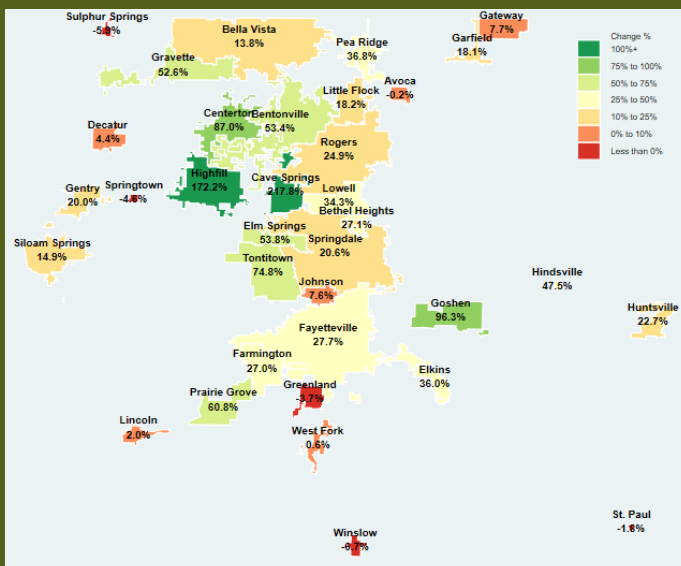 Sulphur Springs
-5.9%
Bella Vista
13.8%
Gateway
7.7%
Garfield
18.1%
Pea Ridge
36.8%
Gravette
52.6%
Avoca
-0.2%
Little Flock
18.2%
Centerton
87.0%
Bentonville
53.4%
Decatur
4.4%
Rogers
24.9%
Highfill
172.2%
Cave Springs
217.8%
Gentry
20.0%
Springtown
-4.6%
Lowell
34.3%
Bethel Heights
27.1%
Elm Springs
53.8%
Springdale
20.6%
Siloam Springs
14.9%
Tontitown
74.8%
Johnson
7.6%
Hindsville
47.5%
Goshen
96.3%
Huntsville
22.7%
Fayetteville
27.7%
Farmington
27.0%
Elkins
36.0%
Greenland
-3.7%
Prairie Grove
60.8%
Lincoln
2.0%
West Fork
0.6%
St. Paul
-1.8%
Winslow
-6.7%
Change %
100%+
75% to 100%
50% to 75%
25% to 50%
10% to 25%
0% to 10%
Less than 0%